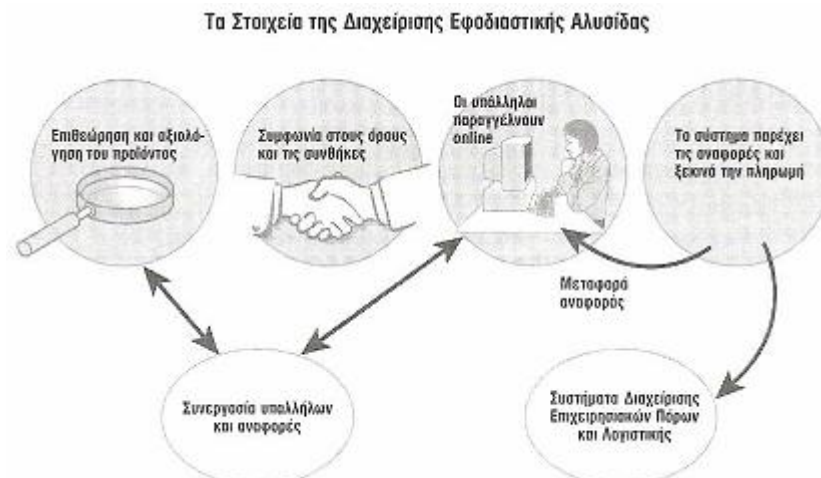 Τα Στοιχεία της Διαχείρισης Εφοδιαστικής Αλυσίδας
Επιθεώρηση και αξιολό-
γηση του προϊόντος
Συμφωνία στους όρους
και τις συνθήκες
Οι υπάλληλοι
παραγγέλνουν
online
Το σύστημα παρέχει
τις αναφορές και
ξεκινά την πληρωμή
Μεταφορά
αναφοράς
Συνεργασία υπαλλήλων
και αναφορές
Συστήματα Διαχείρισης
Επιχειρησιακών Πόρων
και Λογιστικής